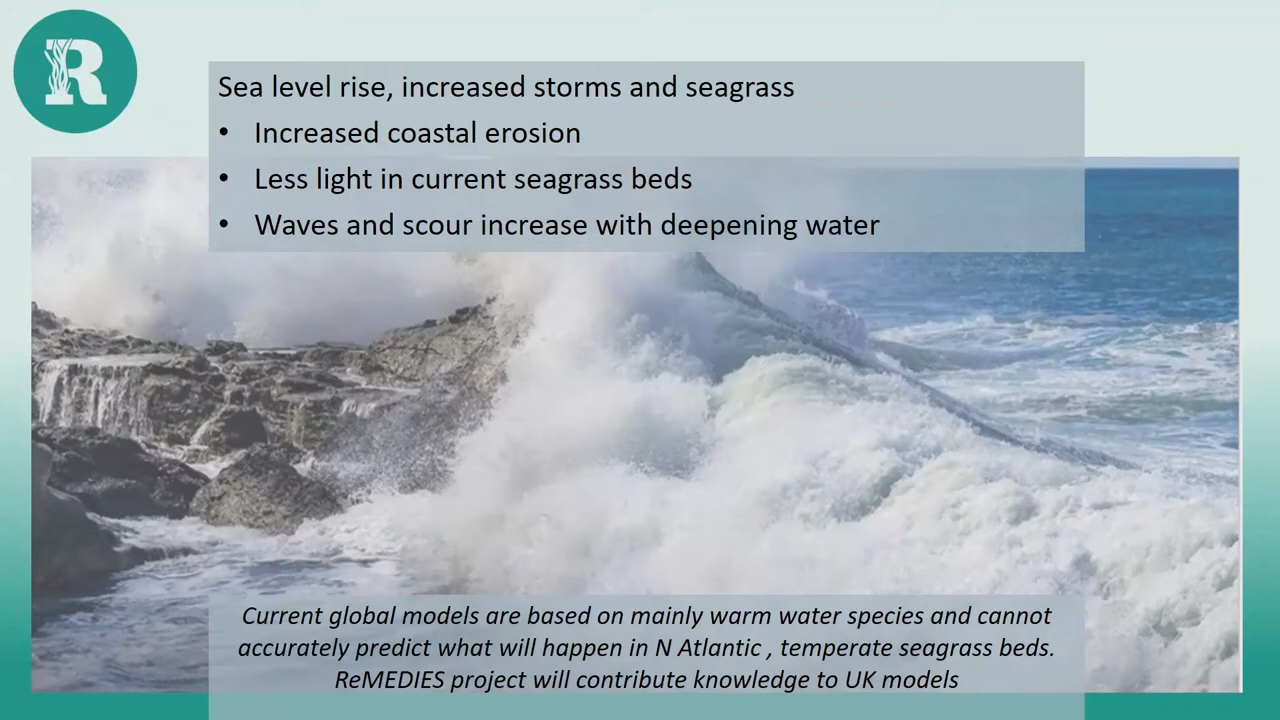 R
Sea level rise, increased storms and seagrass
• Increased coastal erosion
• Less light in current seagrass beds
• Waves and scour increase with deepening water
Current global models are based on mainly warm water species and cannot
accurately predict what will happen in N Atlantic , temperate seagrass beds.
ReMEDIES project will contribute knowledge to UK models